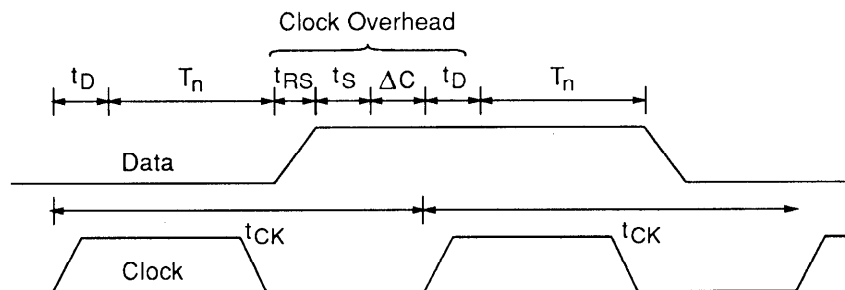 Clock Overhead
tD Tn tRS tS ΔC tD Tn
Data
tCK tCK
Clock